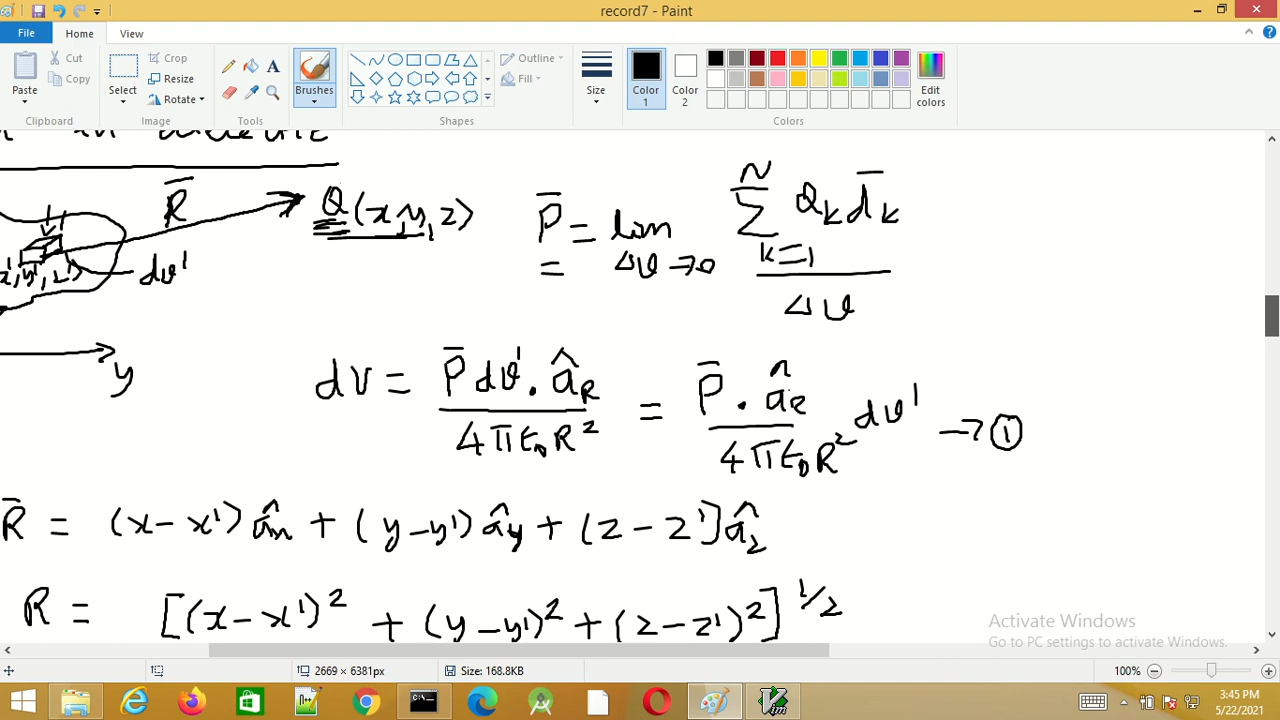 record7 - Paint
File Home View
Paste Cut Copy Select Crop Resize Rotate A Brushes Outline Fill Size Color 1 Color 2 Edit colors
Clipboard Image Tools Shapes Colors
in
R̄
Q(x,y,z)
P̄ = lim Δv→0 Σ_{k=1}^{N} Q_k d̄_k / Δv
x',y',z') dv'
y
dV = P̄dv'.â_R / 4πε₀R² = P̄.â_R / 4πε₀R² dv' → ①
R̄ = (x-x')â_x + (y-y')â_y + (z-z')â_z
R = [(x-x')² + (y-y')² + (z-z')²]^1/2
Activate Windows
Go to PC settings to activate Windows.
2669 × 6381px Size: 168.8KB 100%
3:45 PM
5/22/2021